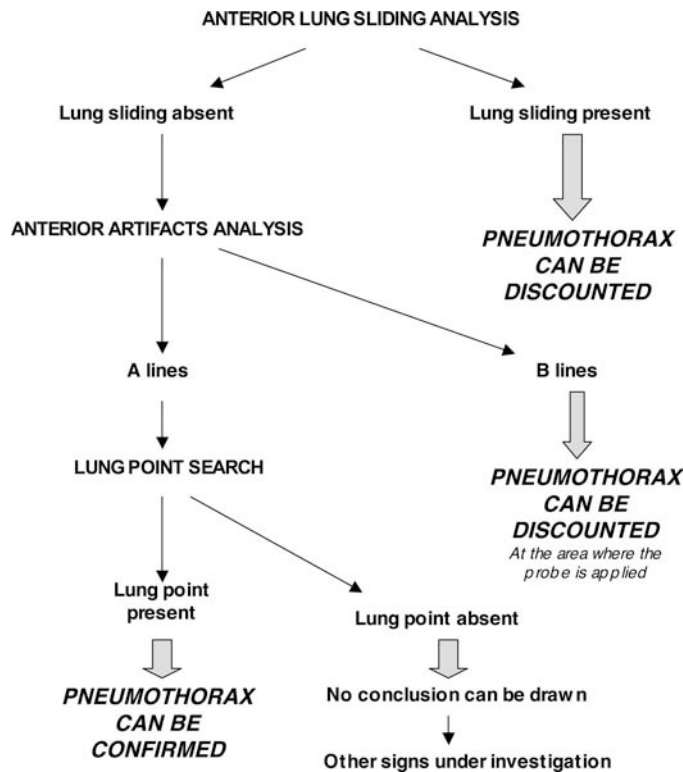 ANTERIOR LUNG SLIDING ANALYSIS
Lung sliding absent
Lung sliding present
ANTERIOR ARTIFACTS ANALYSIS
PNEUMOTHORAX
CAN BE
DISCOUNTED
A lines
B lines
LUNG POINT SEARCH
PNEUMOTHORAX
CAN BE
DISCOUNTED
At the area where the
probe is applied
Lung point
present
Lung point absent
PNEUMOTHORAX
CAN BE
CONFIRMED
No conclusion can be drawn
Other signs under investigation